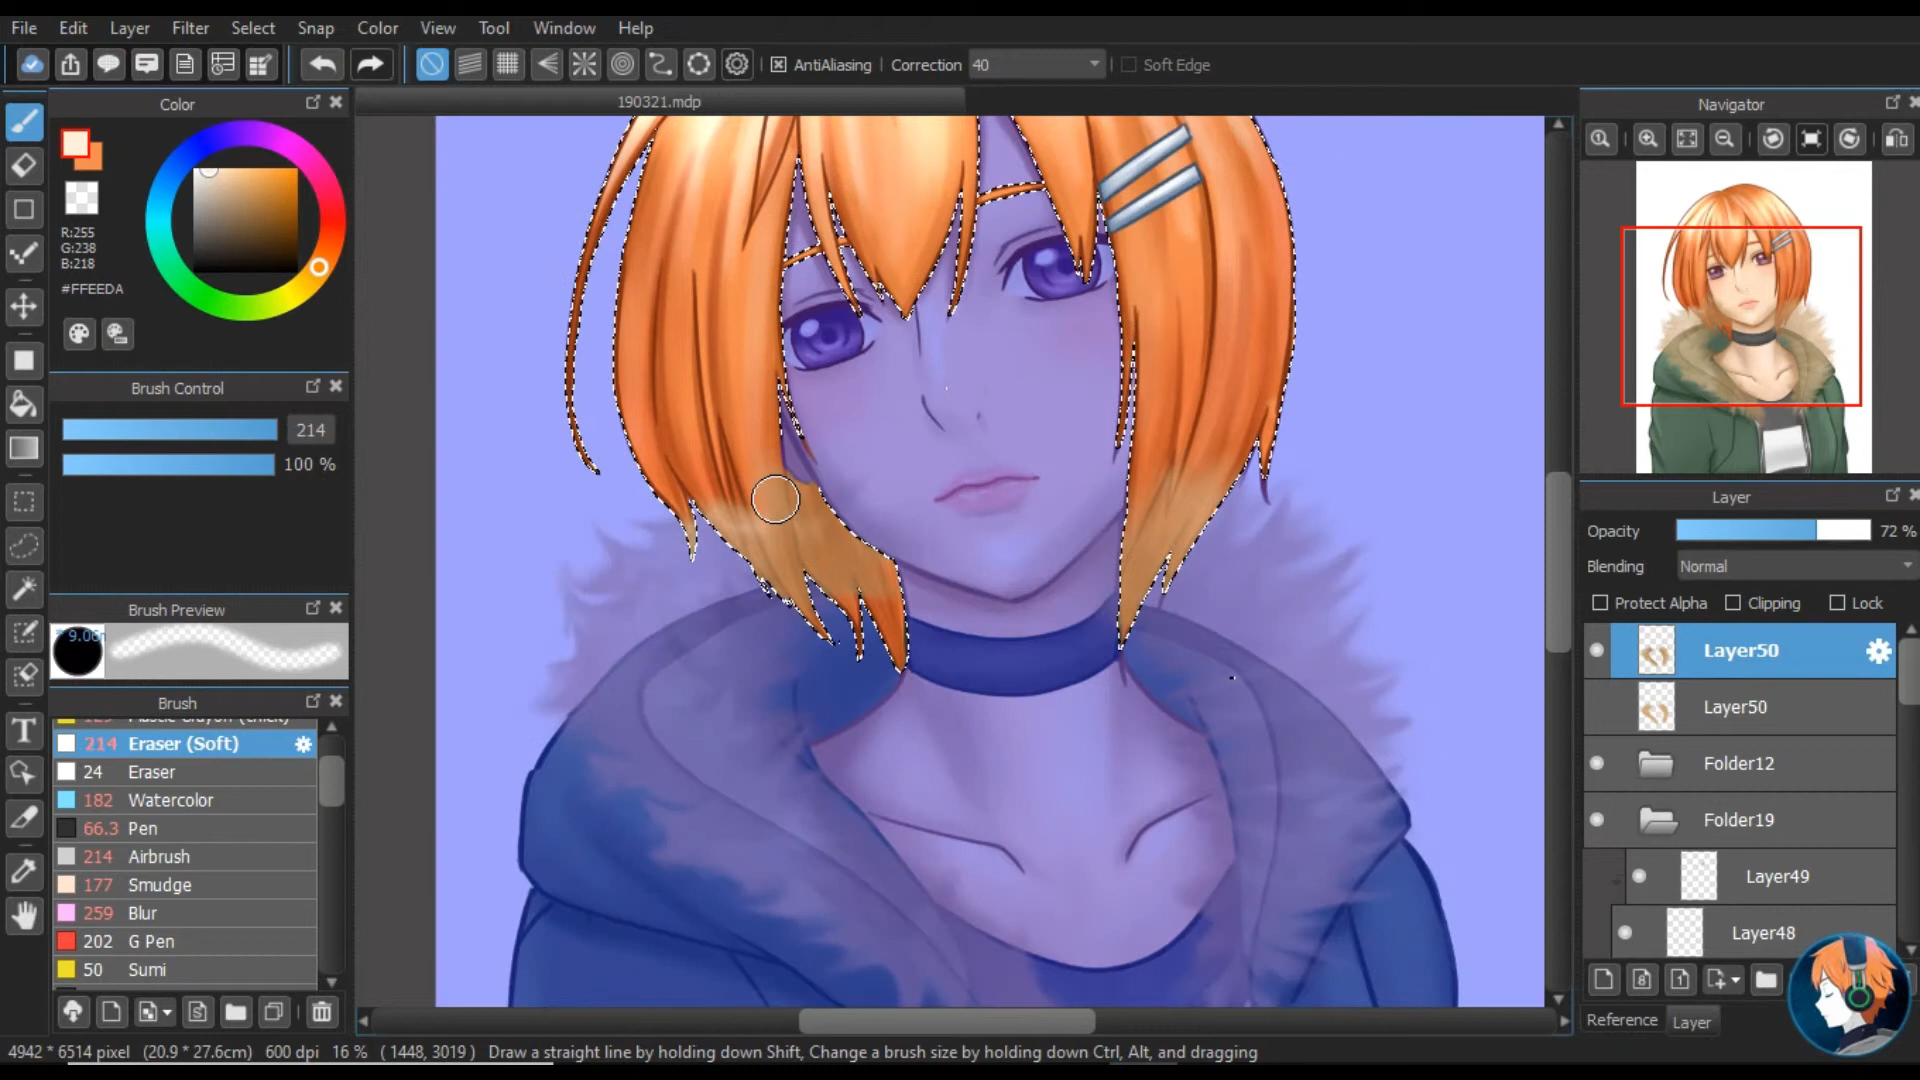 File Edit Layer Filter Select Snap Color View Tool Window Help
AntiAliasing Correction 40 Soft Edge
Color
190321.mdp
Navigator
R:255
G:238
B:218
#FFEEDA
Brush Control
214
100 %
Layer
Opacity 72 %
Blending Normal
Protect Alpha Clipping Lock
Brush Preview
Layer50
Layer50
Folder12
Folder19
Layer49
Layer48
Brush
214 Eraser (Soft)
24 Eraser
182 Watercolor
66.3 Pen
214 Airbrush
177 Smudge
259 Blur
202 G Pen
50 Sumi
Reference Layer
4942 * 6514 pixel (20.9 * 27.6cm) 600 dpi 16 % ( 1448, 3019 ) Draw a straight line by holding down Shift, Change a brush size by holding down Ctrl, Alt, and dragging